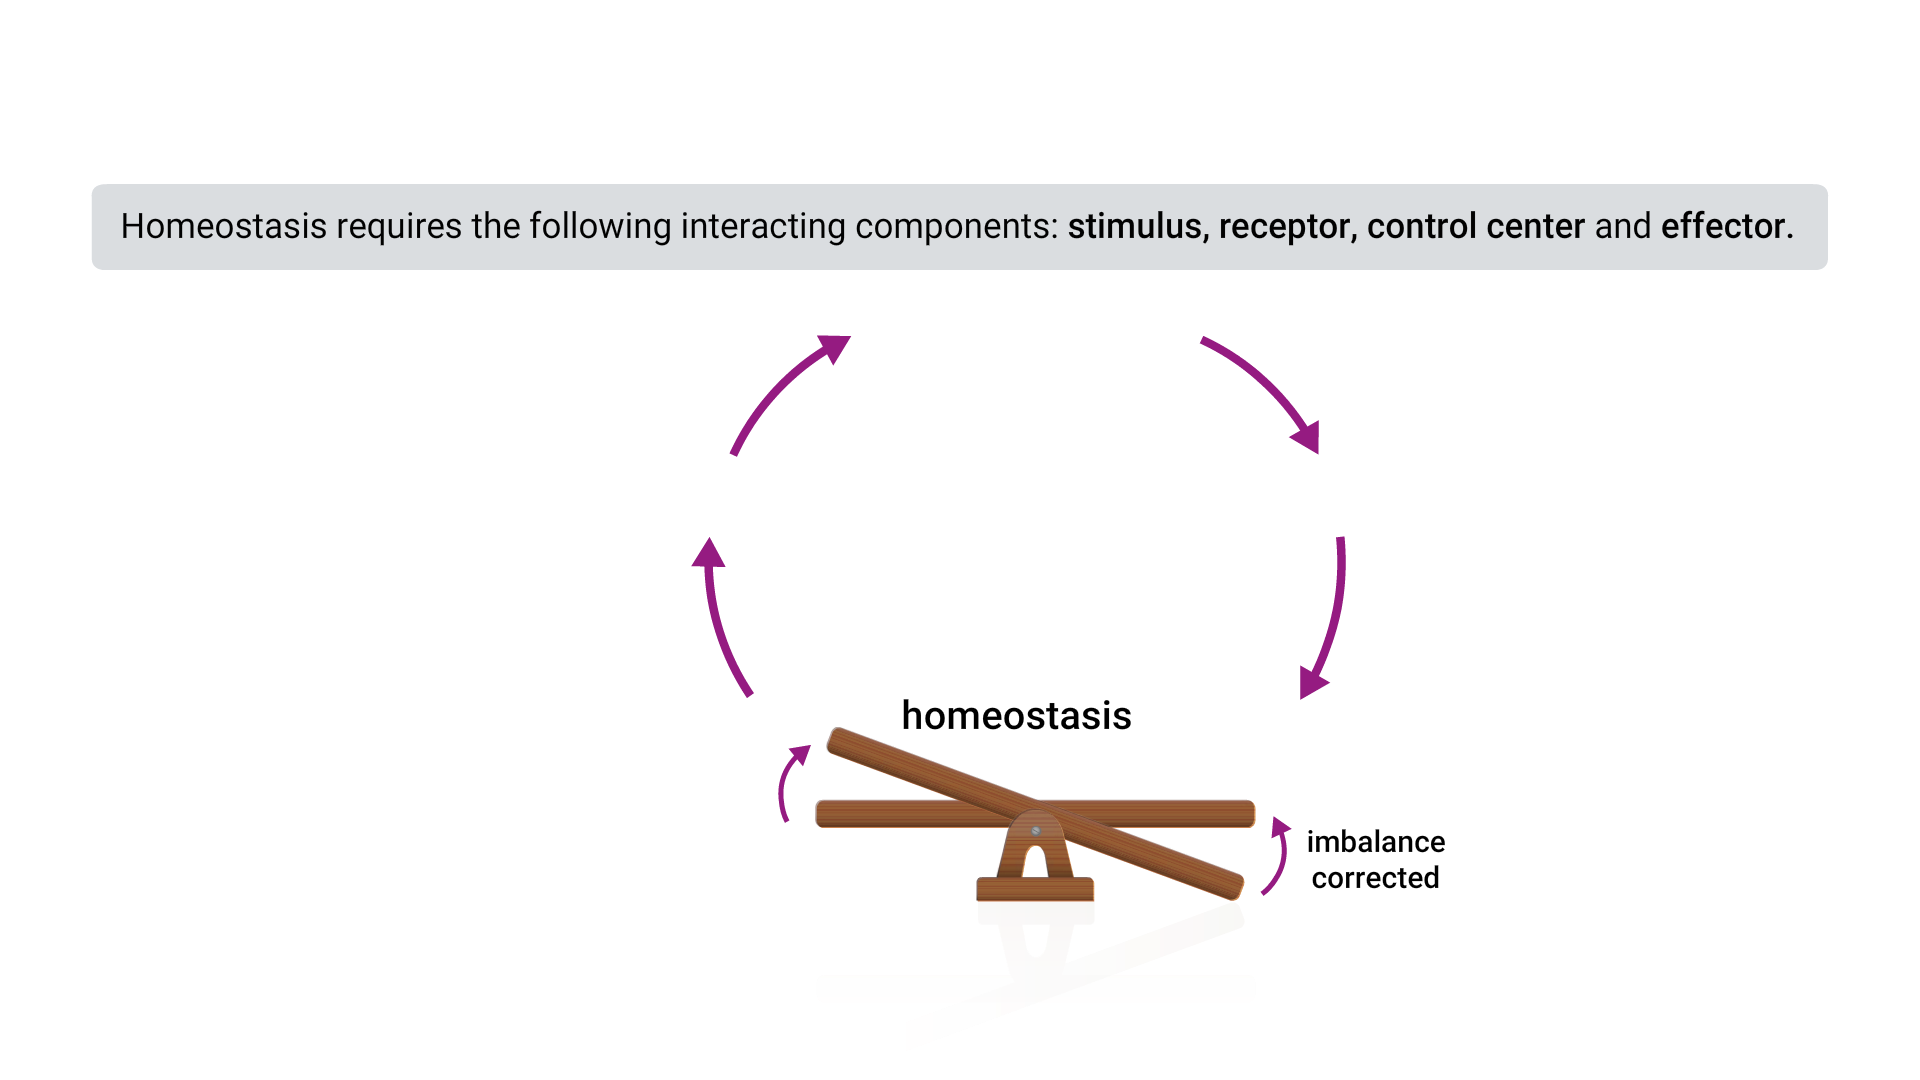 Homeostasis requires the following interacting components: stimulus, receptor, control center and effector.
homeostasis
imbalance
corrected